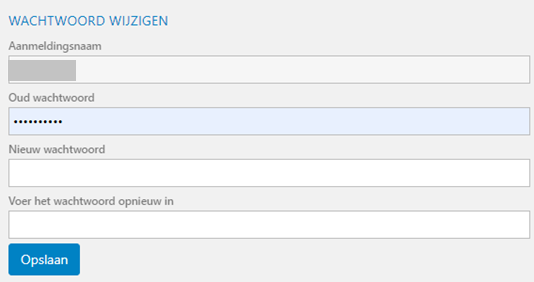 WACHTWOORD WIJZIGEN
Aanmeldingsnaam
Oud wachtwoord
••••••••••
Nieuw wachtwoord
Voer het wachtwoord opnieuw in
Opslaan